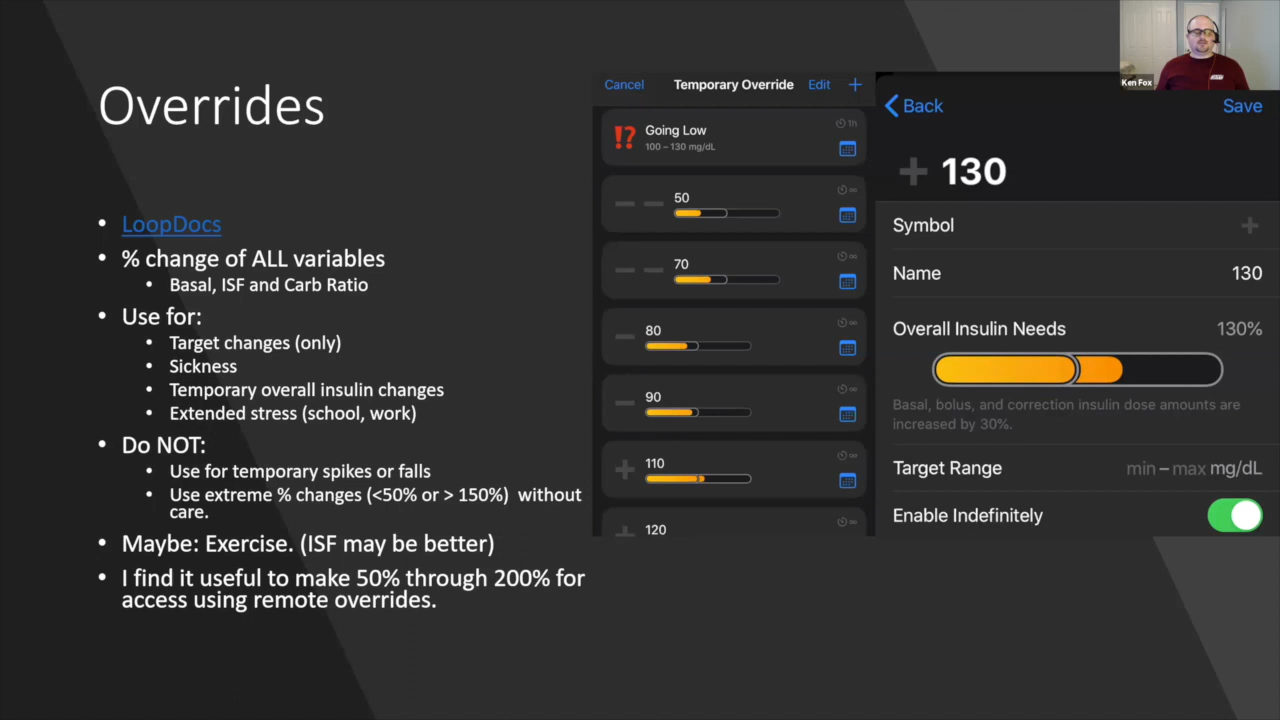 Overrides
LoopDocs
% change of ALL variables
Basal, ISF and Carb Ratio
Use for:
Target changes (only)
Sickness
Temporary overall insulin changes
Extended stress (school, work)
Do NOT:
Use for temporary spikes or falls
Use extreme % changes (<50% or > 150%) without
care.
Maybe: Exercise. (ISF may be better)
I find it useful to make 50% through 200% for
access using remote overrides.
Cancel Temporary Override Edit +
⁉ Going Low 1h
100 – 130 mg/dL
50 ∞
70 ∞
80 ∞
90 ∞
110 ∞
120 ∞
Back Save
+ 130
Symbol +
Name 130
Overall Insulin Needs 130%
Basal, bolus, and correction insulin dose amounts are
increased by 30%.
Target Range min – max mg/dL
Enable Indefinitely
Ken Fox